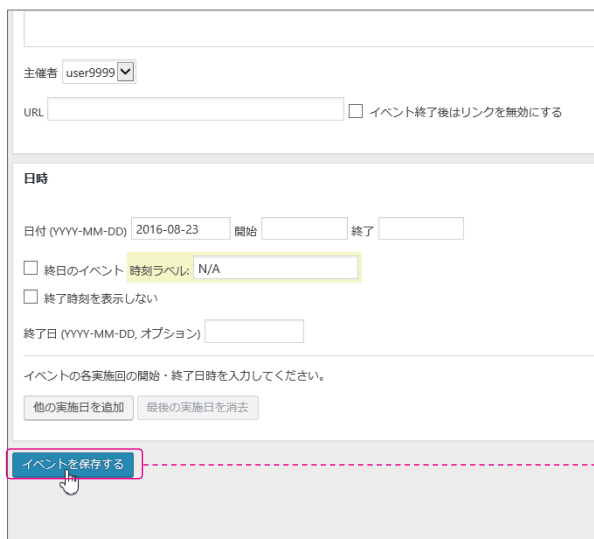 主催者 user9999
URL イベント終了後はリンクを無効にする
日時
日付 (YYYY-MM-DD) 2016-08-23 開始 終了
終日のイベント 時刻ラベル: N/A
終了時刻を表示しない
終了日 (YYYY-MM-DD, オプション)
イベントの各実施回の開始・終了日時を入力してください。
他の実施日を追加 最後の実施日を消去
イベントを保存する